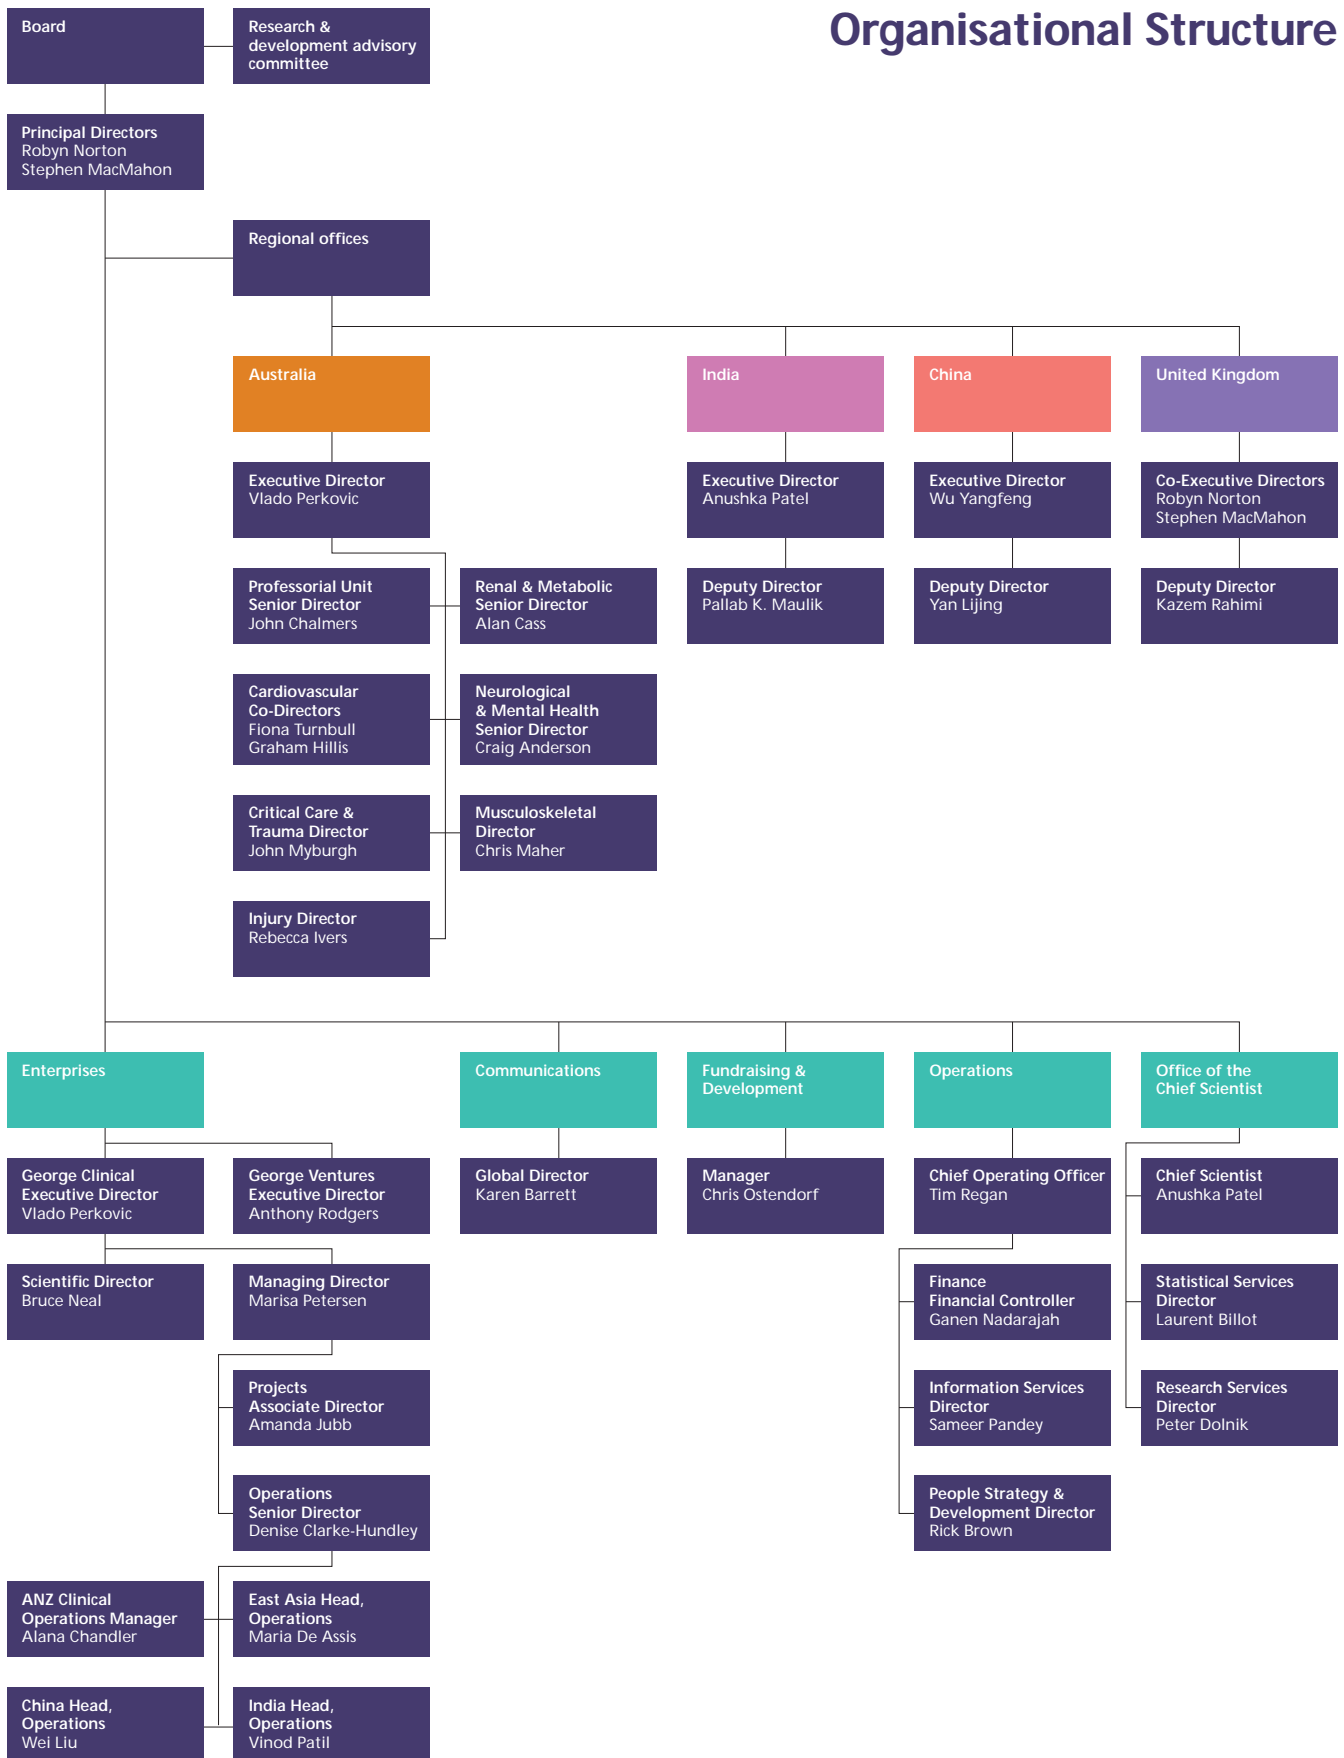 Organisational Structure
Board
Research &
development advisory
committee
Principal Directors
Robyn Norton
Stephen MacMahon
Regional offices
Australia
India
China
United Kingdom
Executive Director
Vlado Perkovic
Executive Director
Anushka Patel
Executive Director
Wu Yangfeng
Co-Executive Directors
Robyn Norton
Stephen MacMahon
Professorial Unit
Senior Director
John Chalmers
Renal & Metabolic
Senior Director
Alan Cass
Deputy Director
Pallab K. Maulik
Deputy Director
Yan Lijing
Deputy Director
Kazem Rahimi
Cardiovascular
Co-Directors
Fiona Turnbull
Graham Hillis
Neurological
& Mental Health
Senior Director
Craig Anderson
Critical Care &
Trauma Director
John Myburgh
Musculoskeletal
Director
Chris Maher
Injury Director
Rebecca Ivers
Enterprises
Communications
Fundraising &
Development
Operations
Office of the
Chief Scientist
George Clinical
Executive Director
Vlado Perkovic
George Ventures
Executive Director
Anthony Rodgers
Global Director
Karen Barrett
Manager
Chris Ostendorf
Chief Operating Officer
Tim Regan
Chief Scientist
Anushka Patel
Scientific Director
Bruce Neal
Managing Director
Marisa Petersen
Finance
Financial Controller
Ganen Nadarajah
Statistical Services
Director
Laurent Billot
Projects
Associate Director
Amanda Jubb
Information Services
Director
Sameer Pandey
Research Services
Director
Peter Dolnik
Operations
Senior Director
Denise Clarke-Hundley
People Strategy &
Development Director
Rick Brown
ANZ Clinical
Operations Manager
Alana Chandler
East Asia Head,
Operations
Maria De Assis
China Head,
Operations
Wei Liu
India Head,
Operations
Vinod Patil